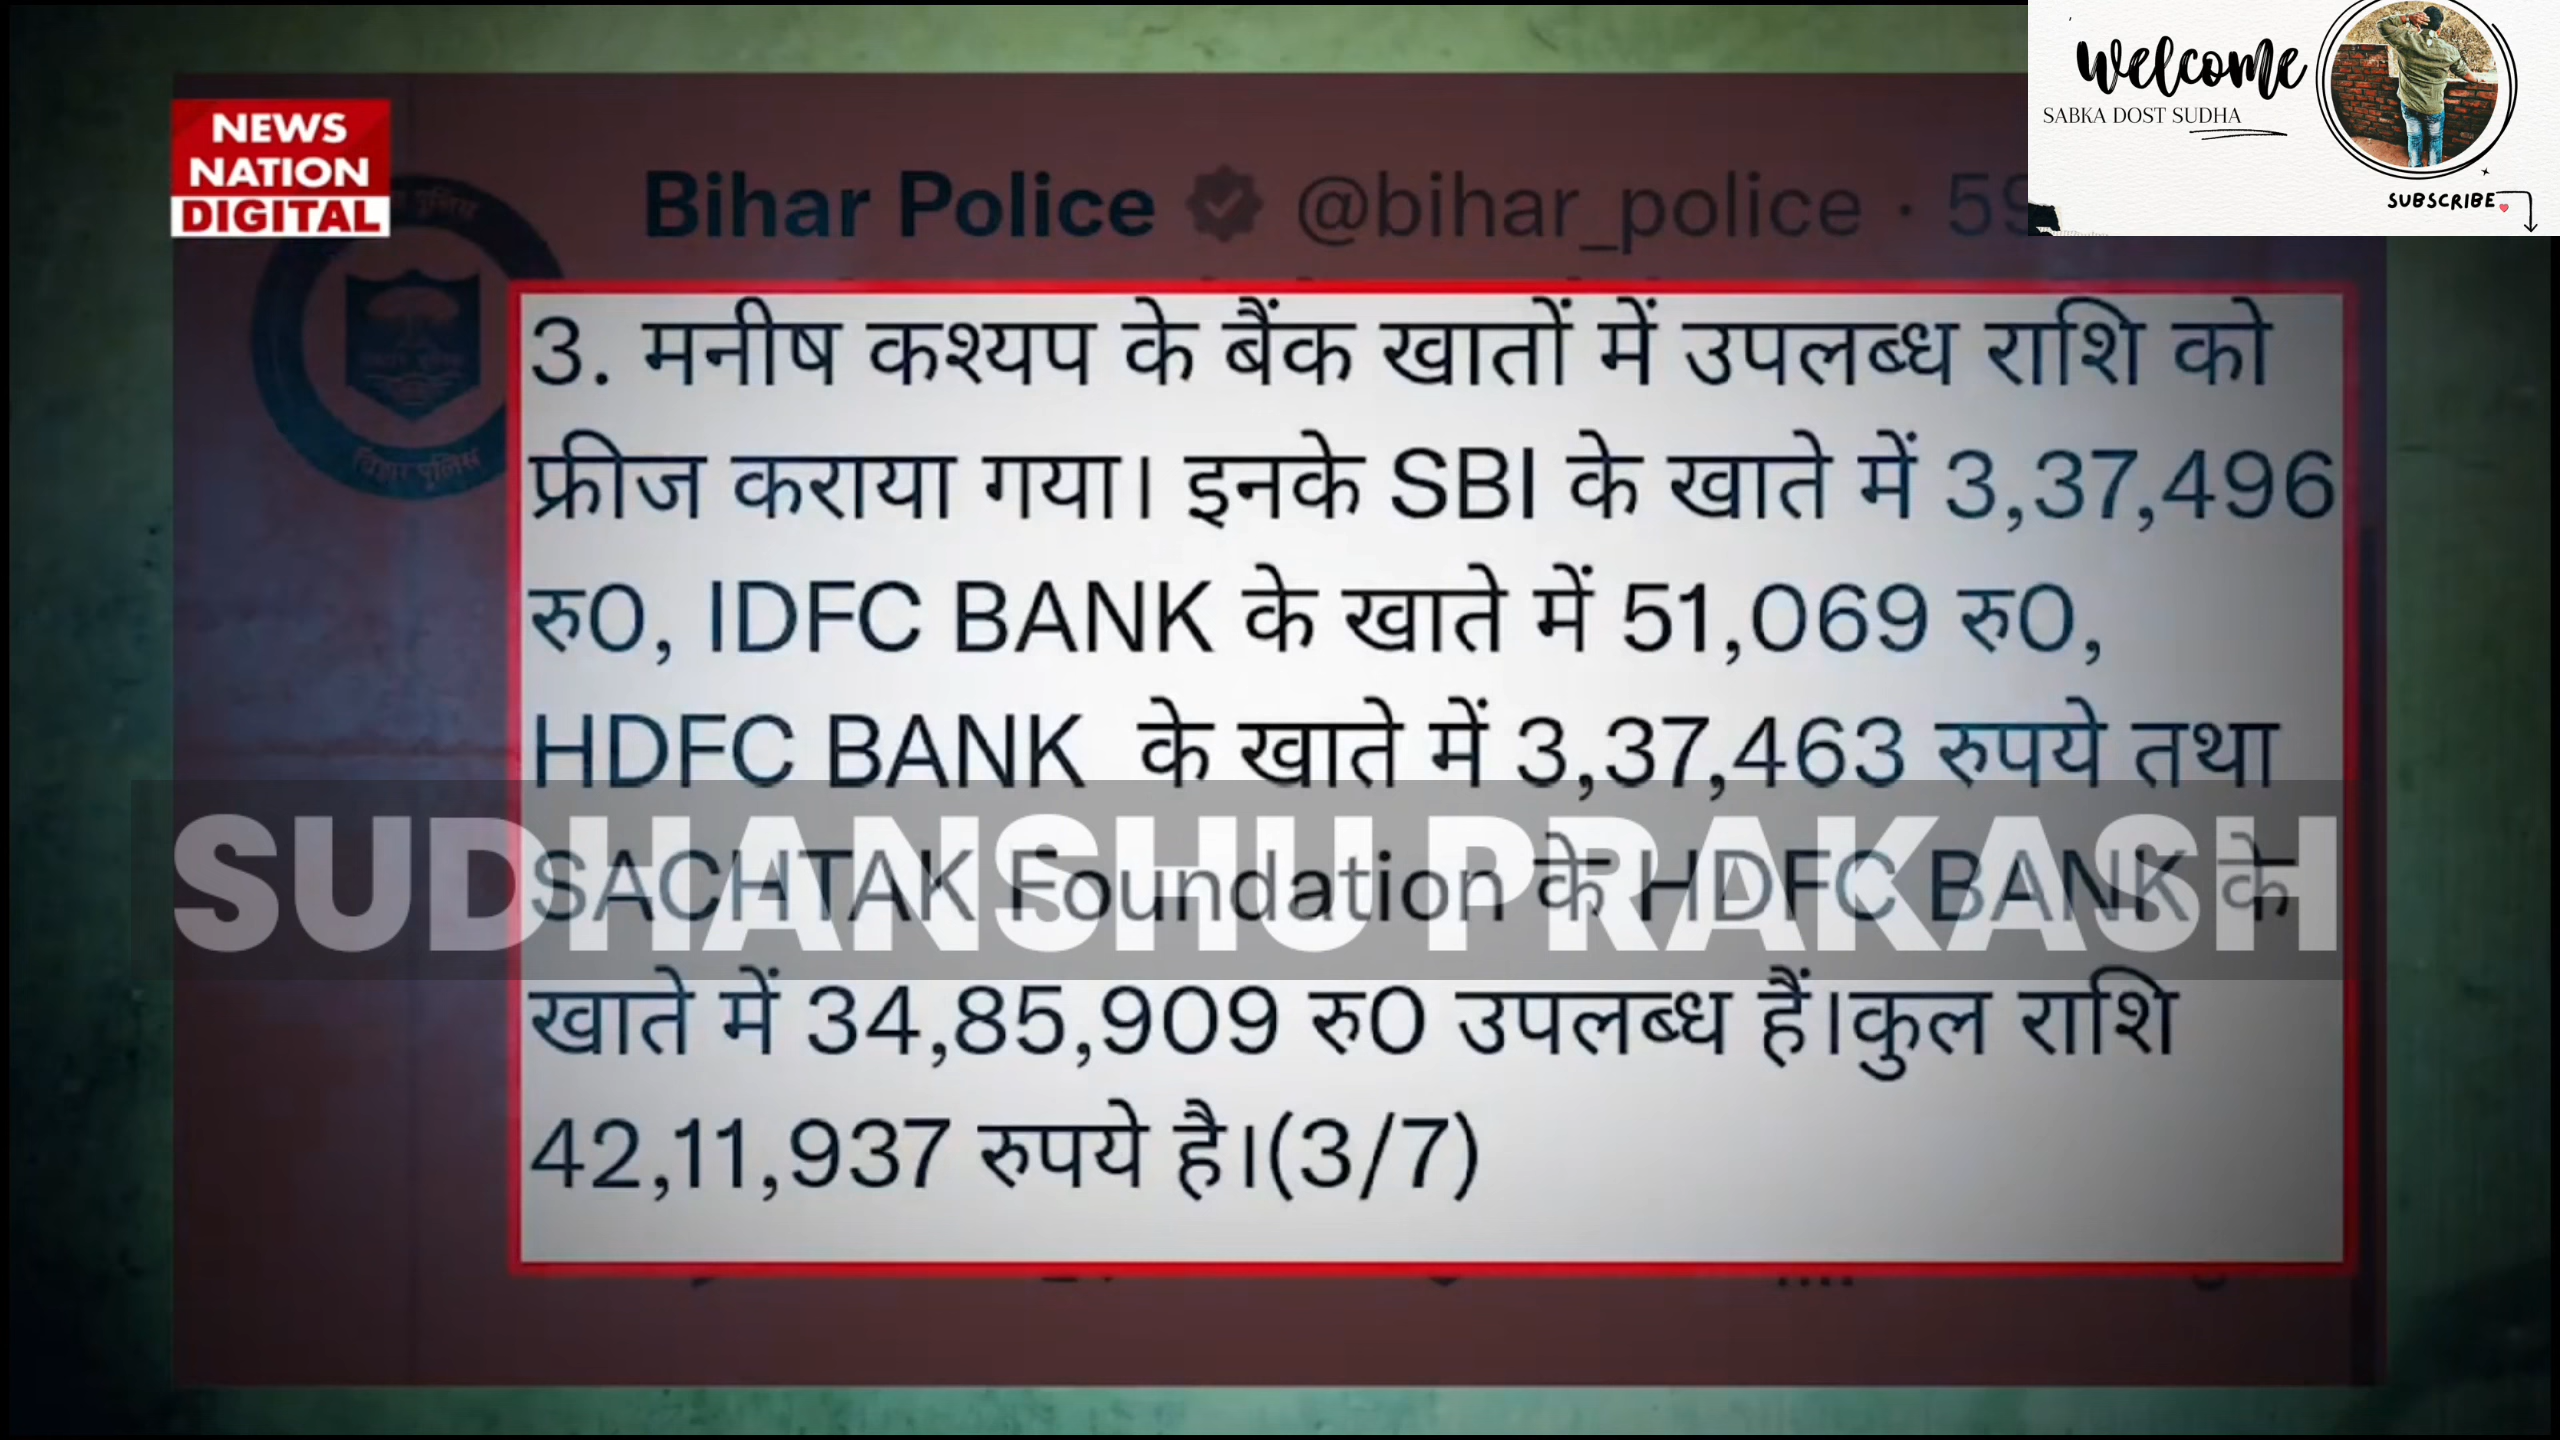 Welcome
SABKA DOST SUDHA
SUBSCRIBE
NEWS
NATION
DIGITAL
Bihar Police @bihar_police · 59
बिहार पुलिस
3. मनीष कश्यप के बैंक खातों में उपलब्ध राशि को
फ्रीज कराया गया। इनके SBI के खाते में 3,37,496
रु0, IDFC BANK के खाते में 51,069 रु0,
HDFC BANK के खाते में 3,37,463 रुपये तथा
SACHTAK Foundation के HDFC BANK के
SUDHANSHU PRAKASH
खाते में 34,85,909 रु0 उपलब्ध हैं।कुल राशि
42,11,937 रुपये है।(3/7)